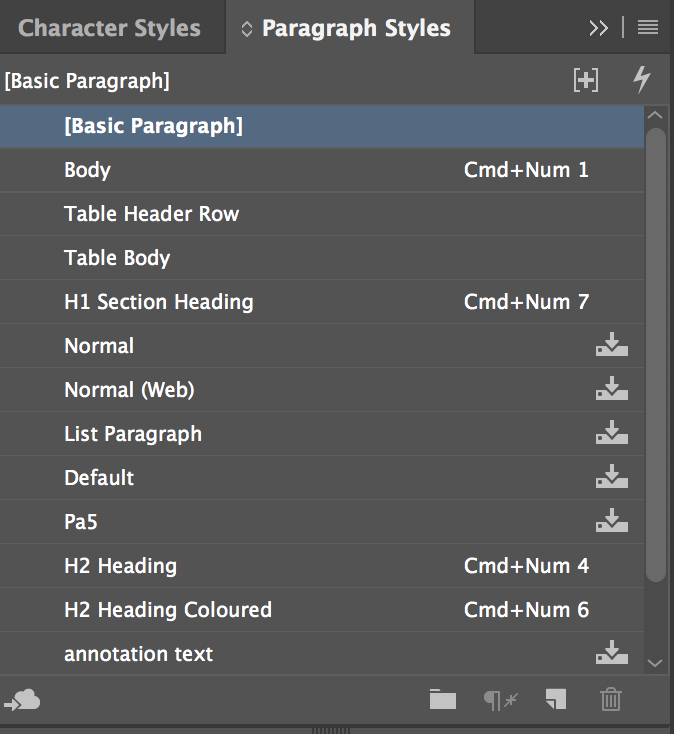 Character Styles
Paragraph Styles
[Basic Paragraph]
[Basic Paragraph]
Body Cmd+Num 1
Table Header Row
Table Body
H1 Section Heading Cmd+Num 7
Normal
Normal (Web)
List Paragraph
Default
Pa5
H2 Heading Cmd+Num 4
H2 Heading Coloured Cmd+Num 6
annotation text